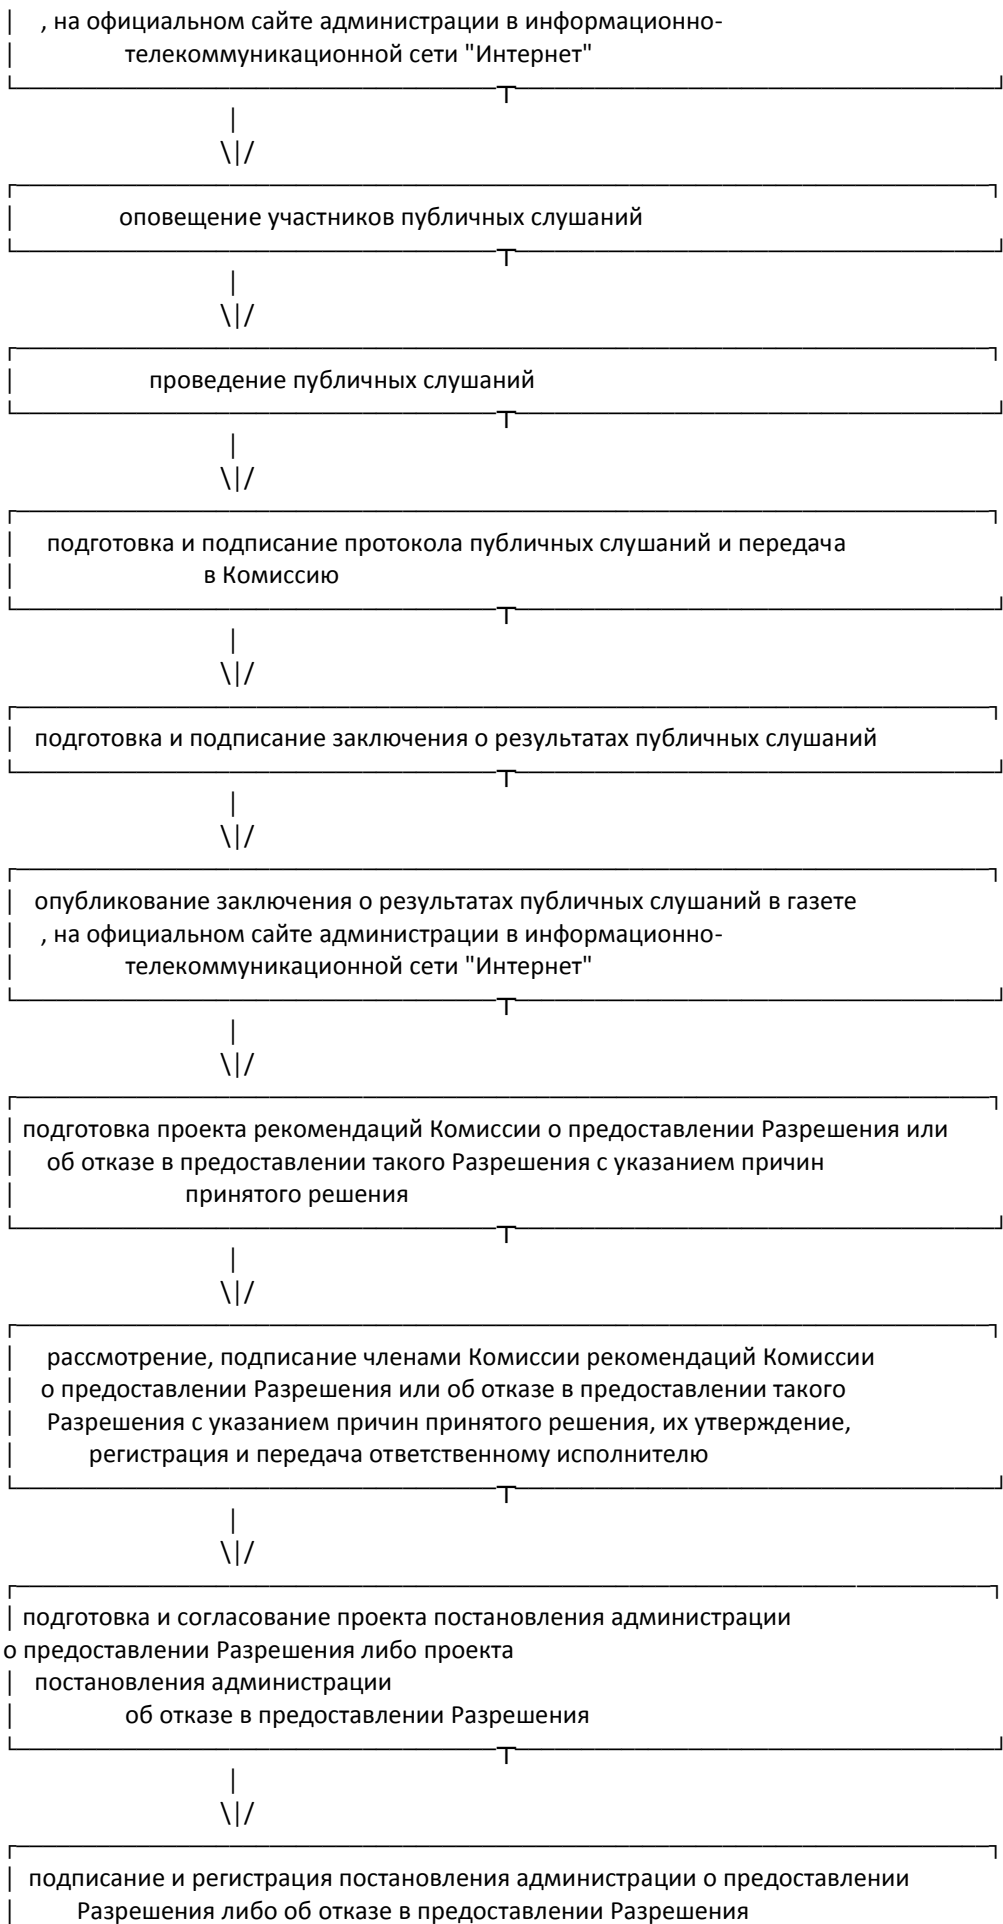 , на официальном сайте администрации в информационно-
телекоммуникационной сети "Интернет"
оповещение участников публичных слушаний
проведение публичных слушаний
подготовка и подписание протокола публичных слушаний и передача
в Комиссию
подготовка и подписание заключения о результатах публичных слушаний
опубликование заключения о результатах публичных слушаний в газете
, на официальном сайте администрации в информационно-
телекоммуникационной сети "Интернет"
подготовка проекта рекомендаций Комиссии о предоставлении Разрешения или
об отказе в предоставлении такого Разрешения с указанием причин
принятого решения
рассмотрение, подписание членами Комиссии рекомендаций Комиссии
о предоставлении Разрешения или об отказе в предоставлении такого
Разрешения с указанием причин принятого решения, их утверждение,
регистрация и передача ответственному исполнителю
подготовка и согласование проекта постановления администрации
о предоставлении Разрешения либо проекта
постановления администрации
об отказе в предоставлении Разрешения
подписание и регистрация постановления администрации о предоставлении
Разрешения либо об отказе в предоставлении Разрешения